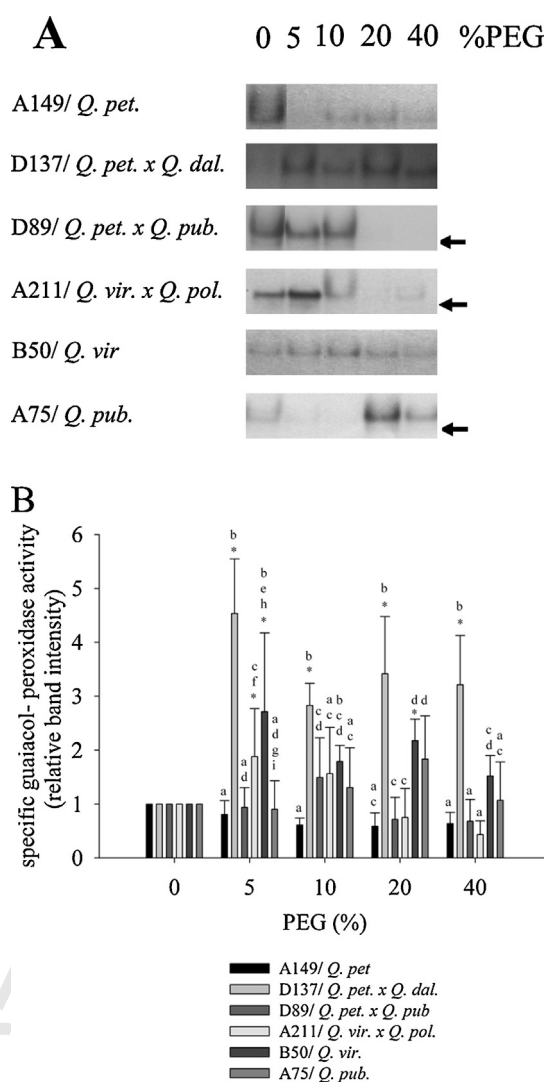 A 0 5 10 20 40 %PEG
A149/ Q. pet.
D137/ Q. pet. x Q. dal.
D89/ Q. pet. x Q. pub.
A211/ Q. vir. x Q. pol.
B50/ Q. vir
A75/ Q. pub.
B
specific guaiacol- peroxidase activity
(relative band intensity)
6
5
4
3
2
1
0
a
b
*
a
d
c
f
*
b
e
h
*
a
d
g
i
a
b
*
c
d
a
c
b
c
d
a
c
a
c
b
*
c
c
d
*
d
a
b
*
a
a
c
d
a
c
0 5 10 20 40
PEG (%)
A149/ Q. pet
D137/ Q. pet. x Q. dal.
D89/ Q. pet. x Q. pub
A211/ Q. vir. x Q. pol.
B50/ Q. vir.
A75/ Q. pub.